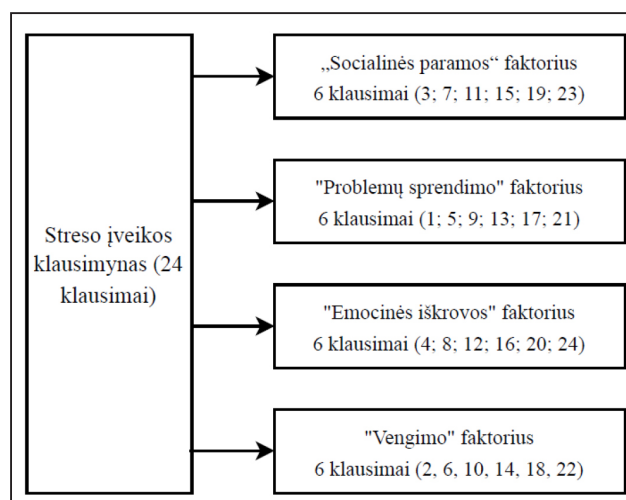 Streso įveikos
klausimynas (24
klausimai)
„Socialinės paramos“ faktorius
6 klausimai (3; 7; 11; 15; 19; 23)
"Problemų sprendimo" faktorius
6 klausimai (1; 5; 9; 13; 17; 21)
"Emocinės iškrovos" faktorius
6 klausimai (4; 8; 12; 16; 20; 24)
"Vengimo" faktorius
6 klausimai (2, 6, 10, 14, 18, 22)